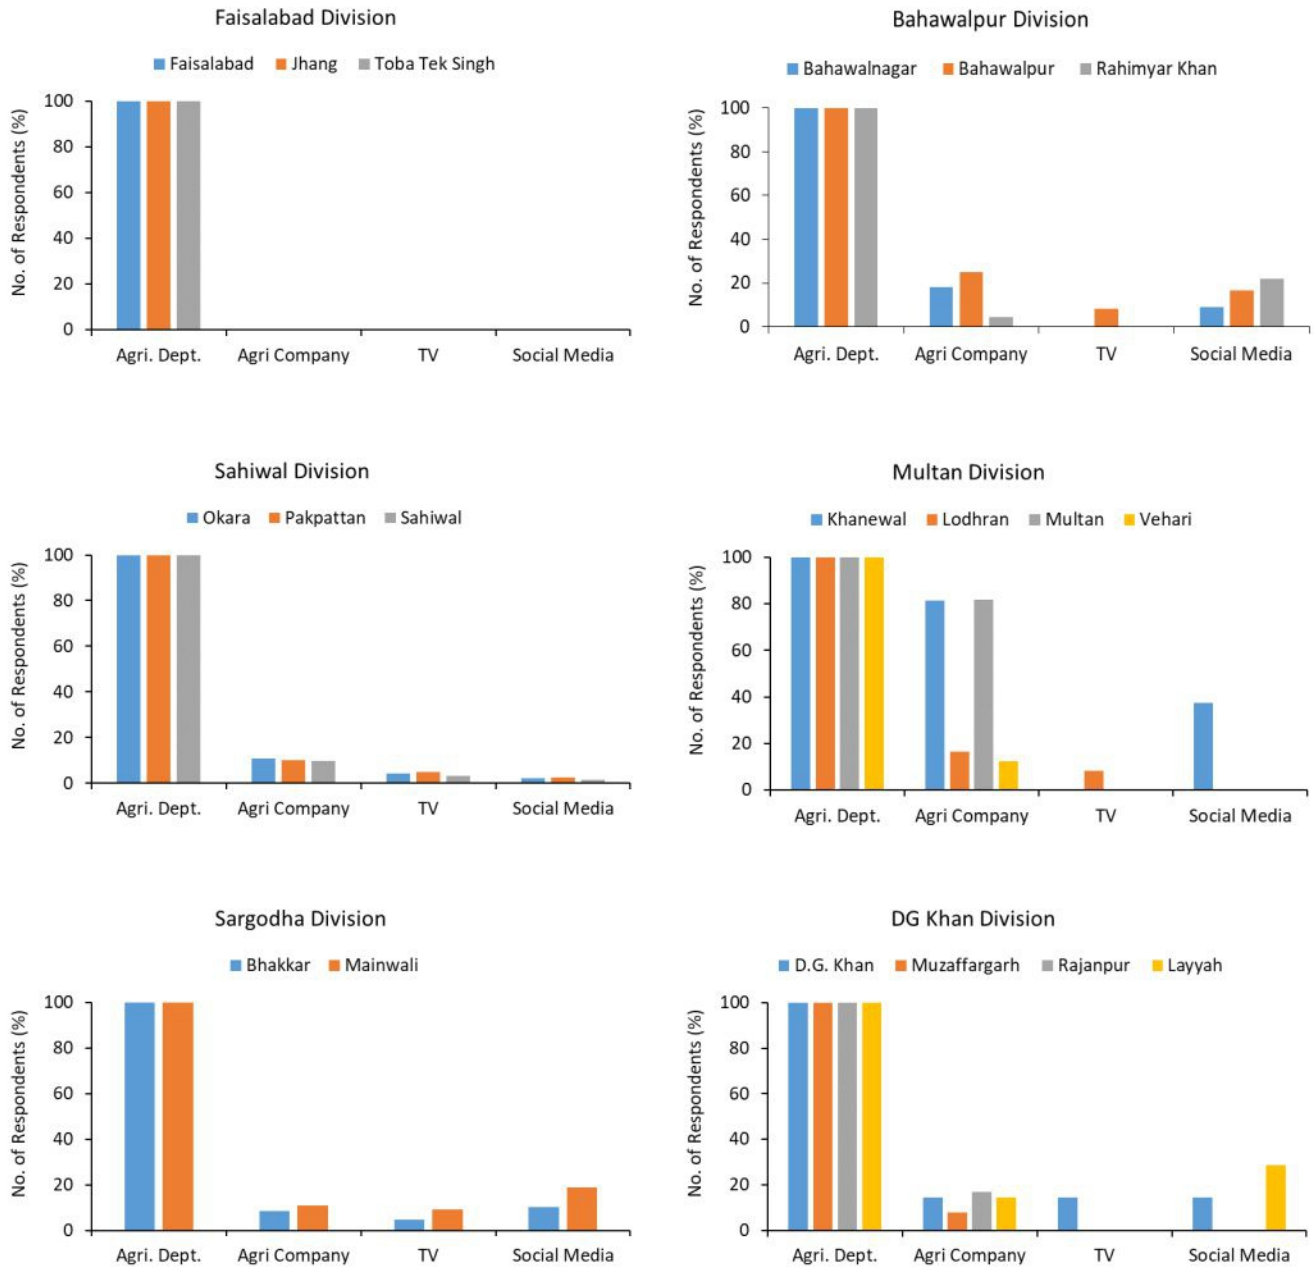 Faisalabad Division
Faisalabad Jhang Toba Tek Singh
No. of Respondents (%)
100
80
60
40
20
0
Agri. Dept. Agri Company TV Social Media
Bahawalpur Division
Bahawalnagar Bahawalpur Rahimyar Khan
No. of Respondents (%)
100
80
60
40
20
0
Agri. Dept. Agri Company TV Social Media
Sahiwal Division
Okara Pakpattan Sahiwal
No. of Respondents (%)
100
80
60
40
20
0
Agri. Dept. Agri Company TV Social Media
Multan Division
Khanewal Lodhran Multan Vehari
No. of Respondents (%)
100
80
60
40
20
0
Agri. Dept. Agri Company TV Social Media
Sargodha Division
Bhakkar Mainwali
No. of Respondents (%)
100
80
60
40
20
0
Agri. Dept. Agri Company TV Social Media
DG Khan Division
D.G. Khan Muzaffargarh Rajanpur Layyah
No. of Respondents (%)
100
80
60
40
20
0
Agri. Dept. Agri Company TV Social Media